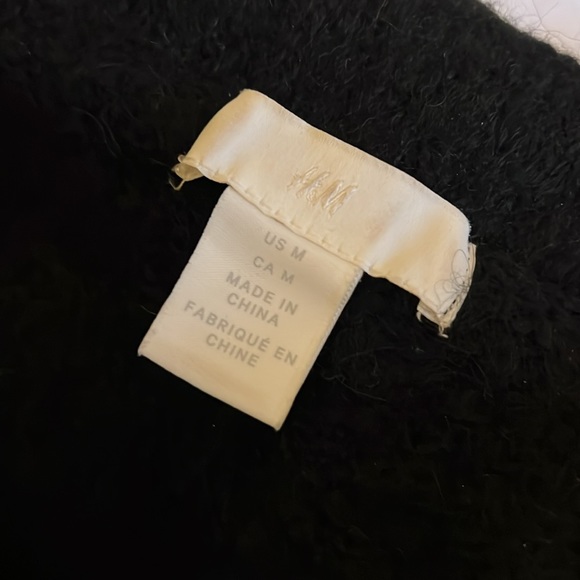 H&M
US M
CA M
MADE IN
CHINA
FABRIQUÉ EN
CHINE